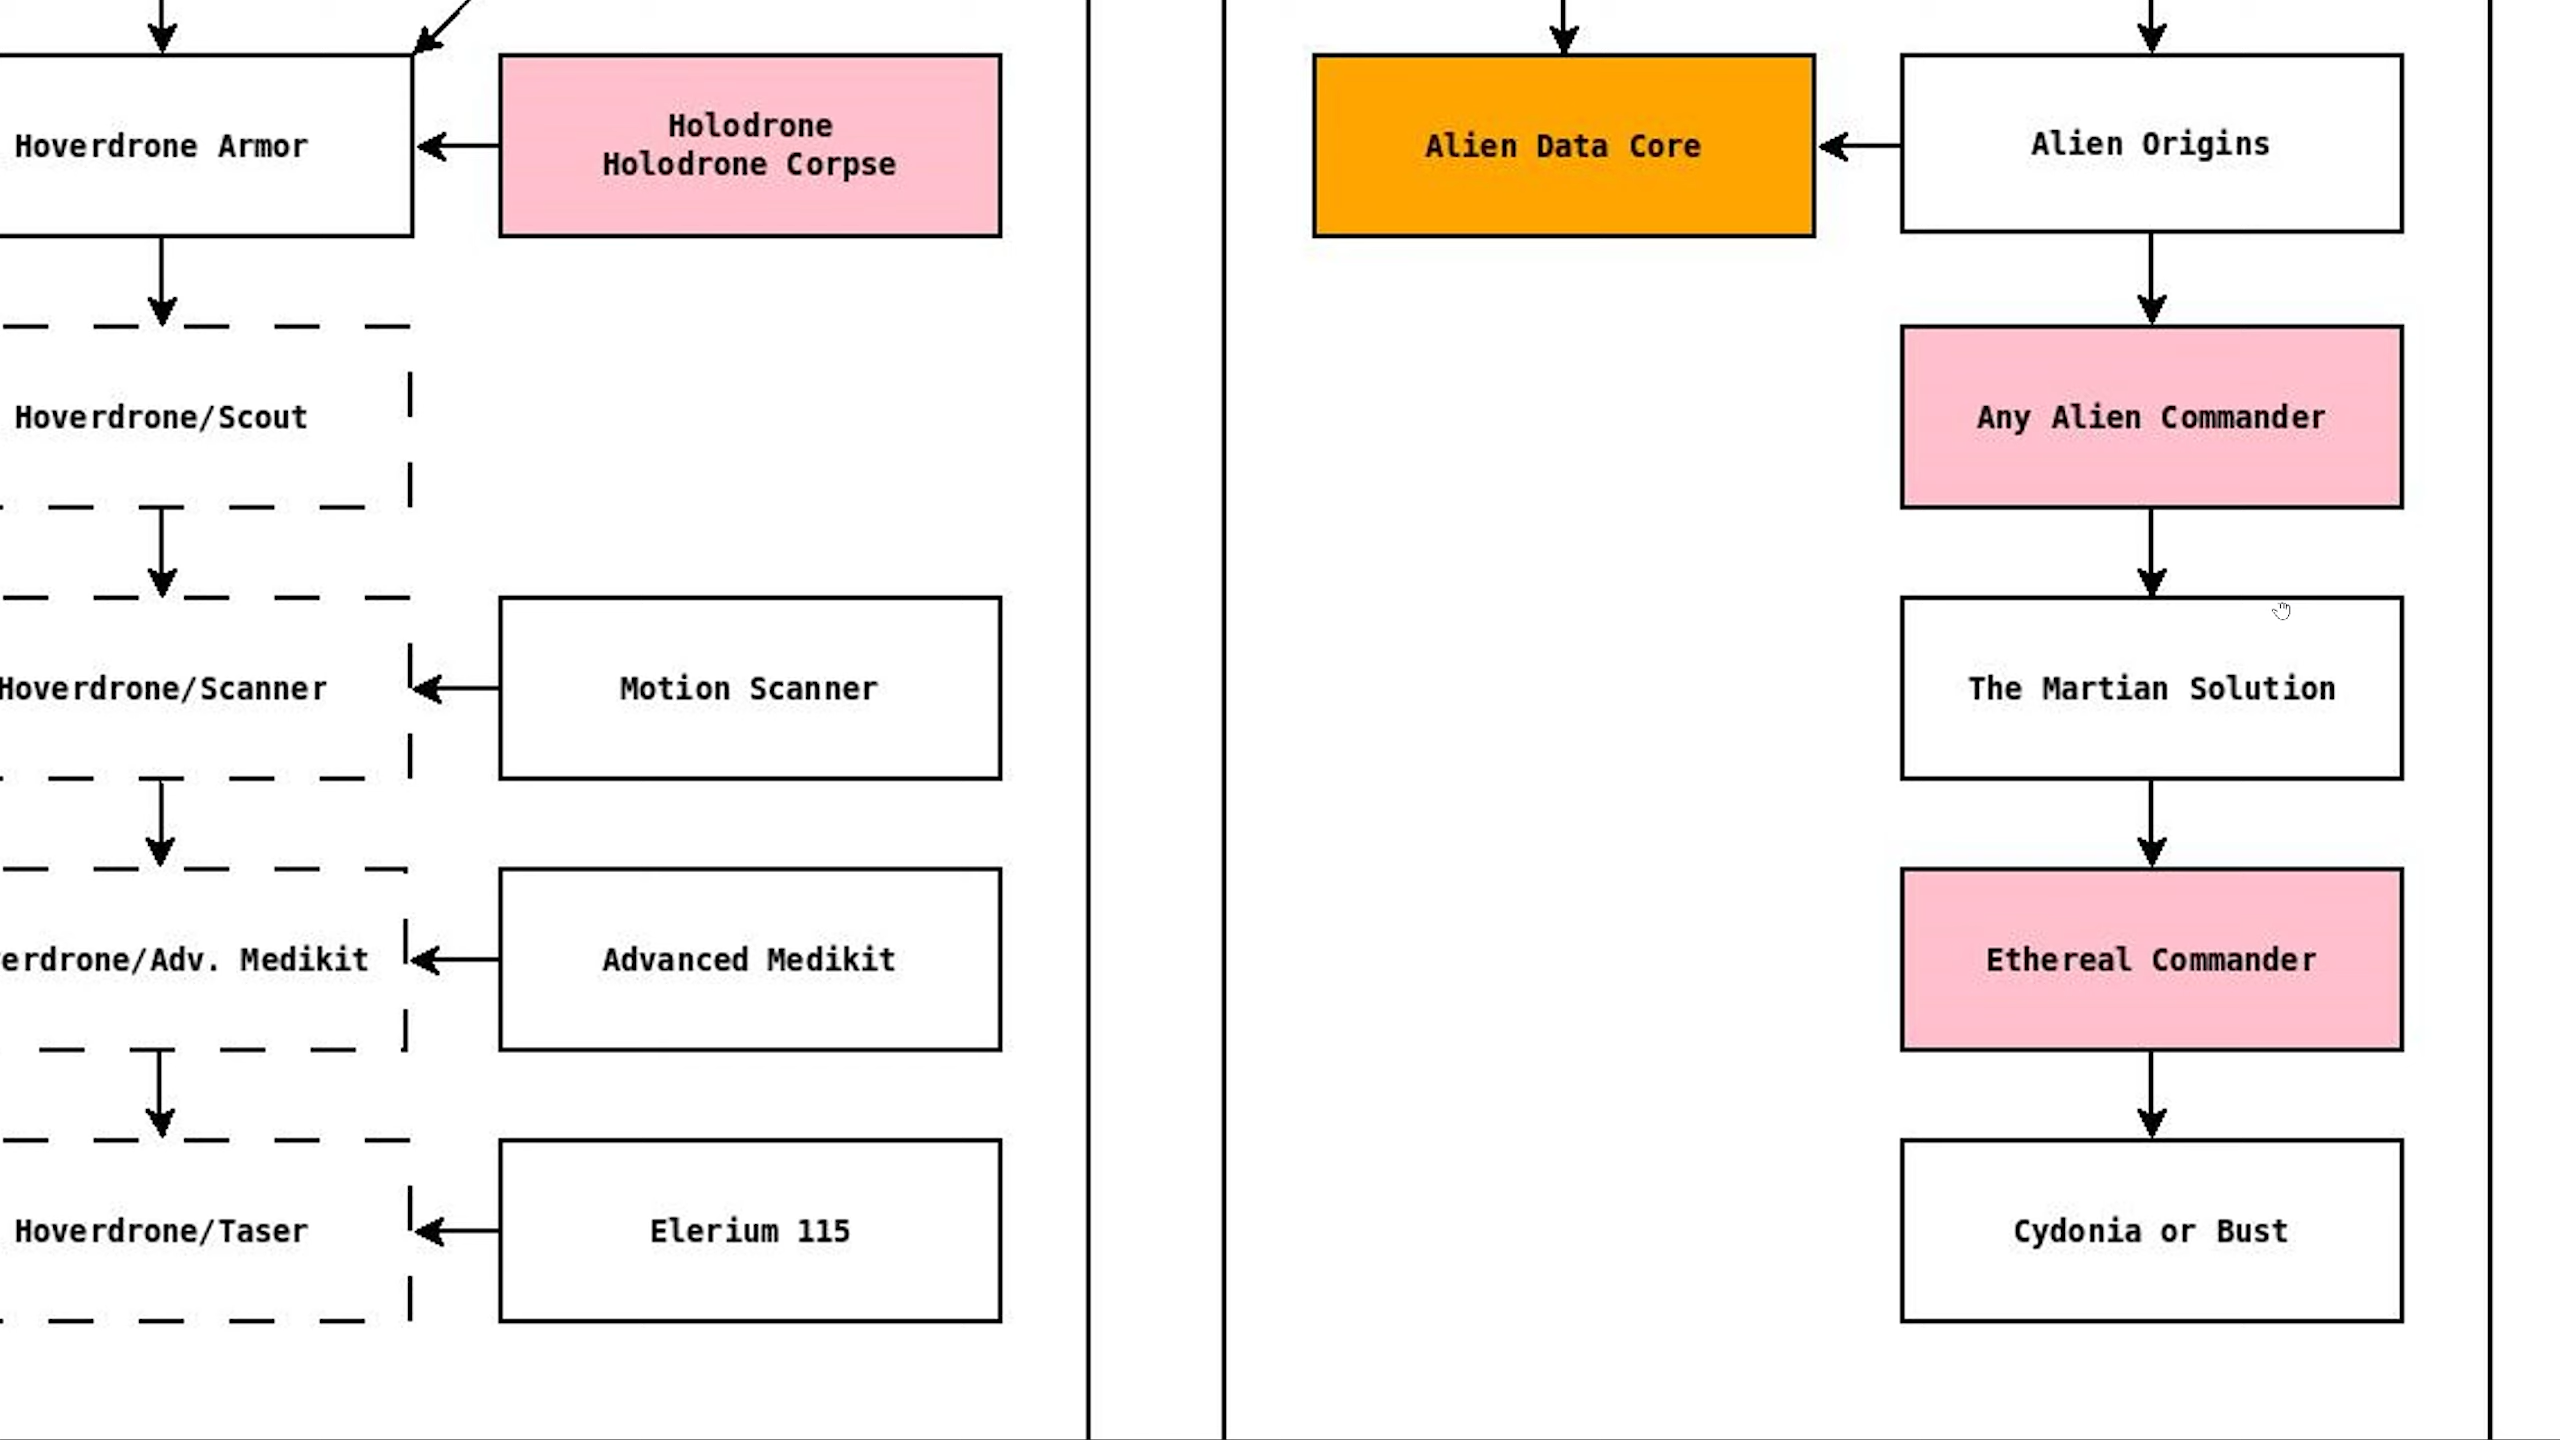 Hoverdrone Armor
Holodrone
Holodrone Corpse
Alien Data Core
Alien Origins
Hoverdrone/Scout
Any Alien Commander
Hoverdrone/Scanner
Motion Scanner
The Martian Solution
erdrone/Adv. Medikit
Advanced Medikit
Ethereal Commander
Hoverdrone/Taser
Elerium 115
Cydonia or Bust